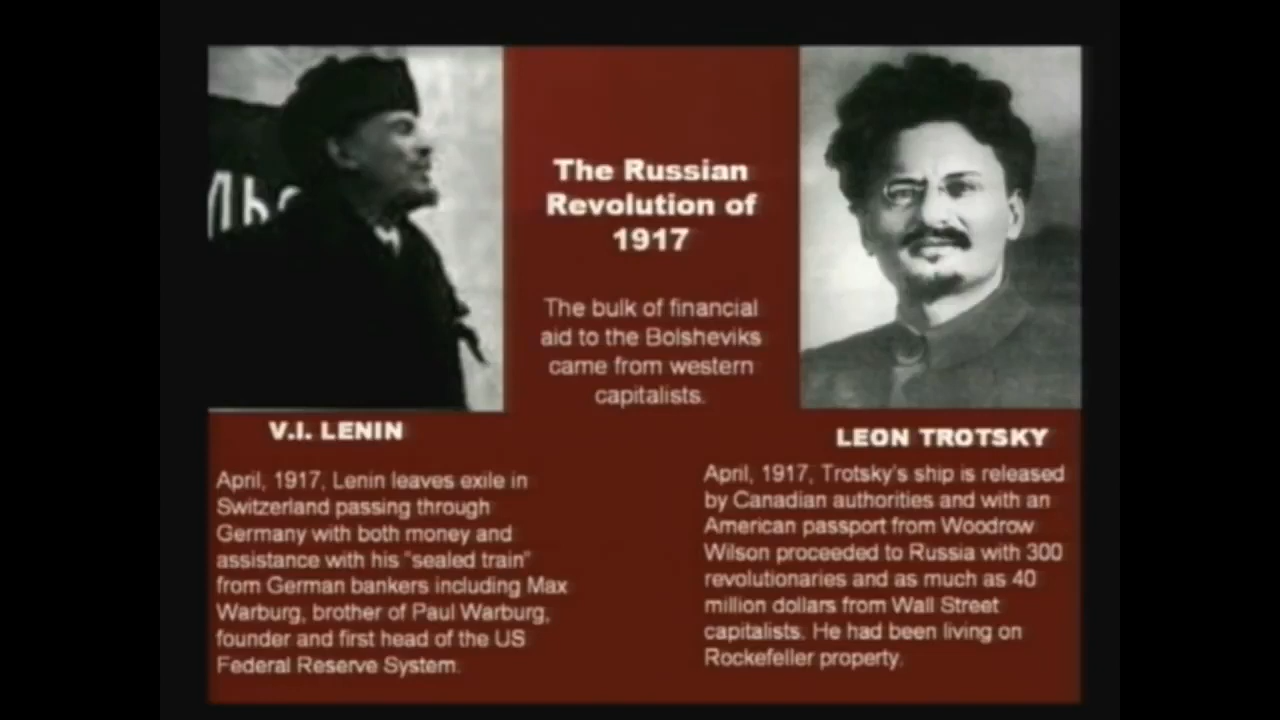 ЛЬС
The Russian
Revolution of
1917
The bulk of financial
aid to the Bolsheviks
came from western
capitalists.
V.I. LENIN
April, 1917, Lenin leaves exile in
Switzerland passing through
Germany with both money and
assistance with his "sealed train"
from German bankers including Max
Warburg, brother of Paul Warburg,
founder and first head of the US
Federal Reserve System.
LEON TROTSKY
April, 1917, Trotsky's ship is released
by Canadian authorities and with an
American passport from Woodrow
Wilson proceeded to Russia with 300
revolutionaries and as much as 40
million dollars from Wall Street
capitalists. He had been living on
Rockefeller property.